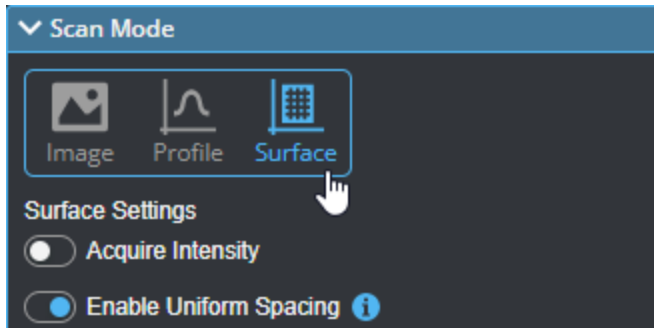 Scan Mode
Image Profile Surface
Surface Settings
Acquire Intensity
Enable Uniform Spacing i